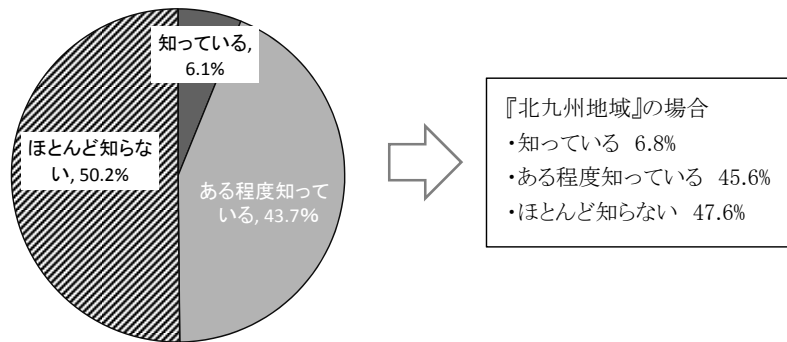 知っている,
6.1%
ほとんど知らな
い, 50.2%
ある程度知って
いる, 43.7%
『北九州地域』の場合
・知っている 6.8%
・ある程度知っている 45.6%
・ほとんど知らない 47.6%